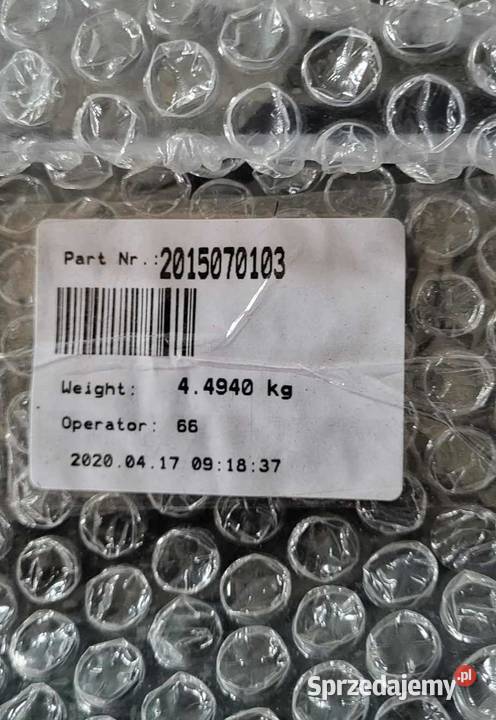 Part Nr.:2015070103
Weight: 4.4940 kg
Operator: 66
2020.04.17 09:18:37
Sprzedajemy.pl